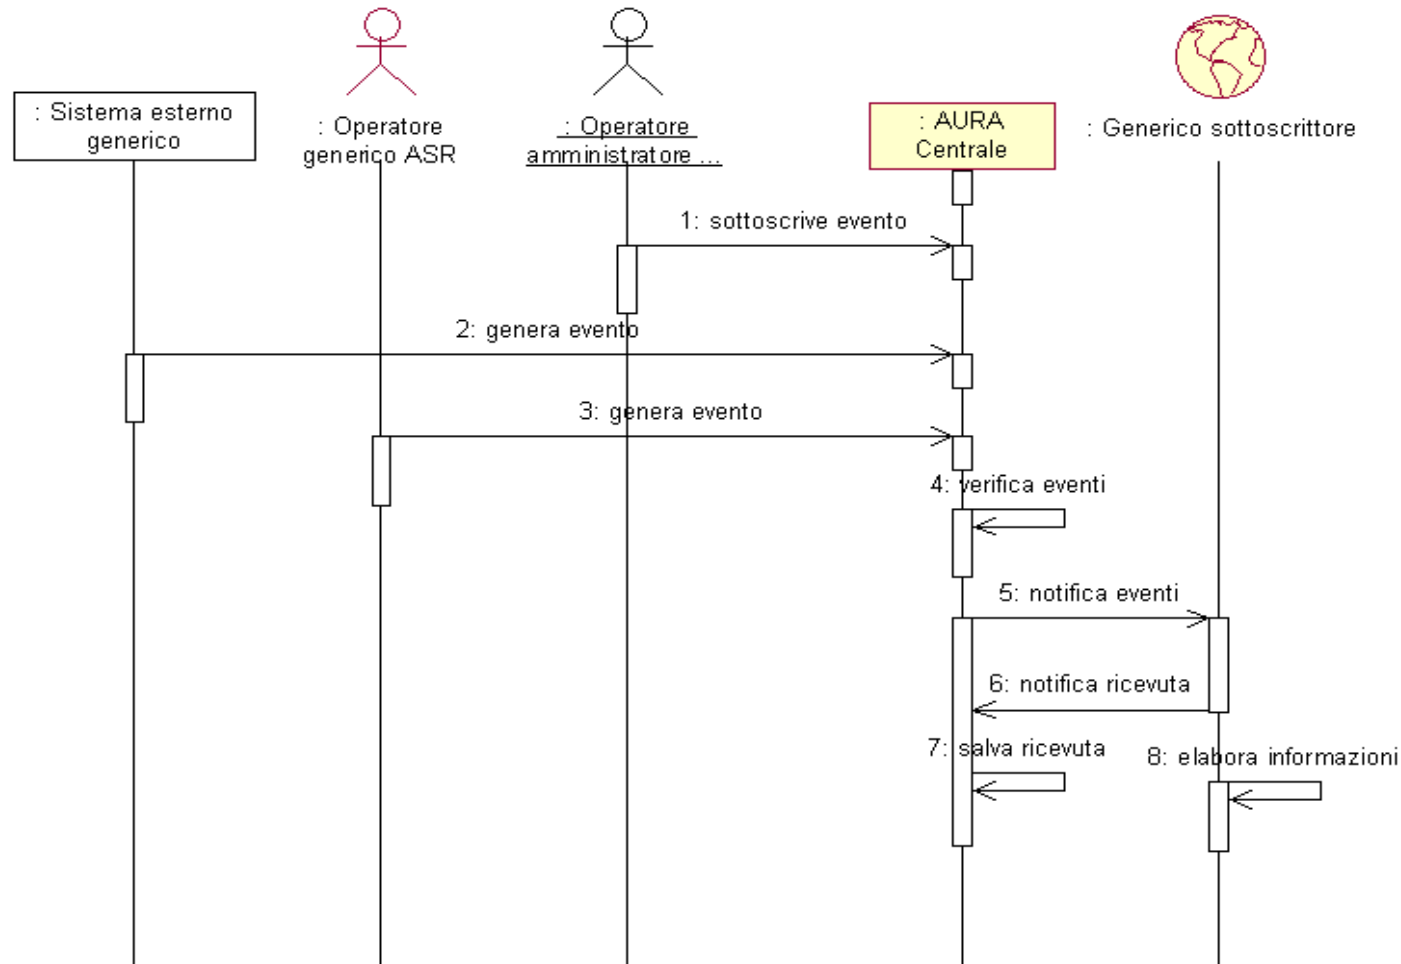 : Sistema esterno
generico
: Operatore
generico ASR
: Operatore
amministratore ...
: AURA
Centrale
: Generico sottoscrittore
1: sottoscrive evento
2: genera evento
3: genera evento
4: verifica eventi
5: notifica eventi
6: notifica ricevuta
7: salva ricevuta
8: elabora informazioni